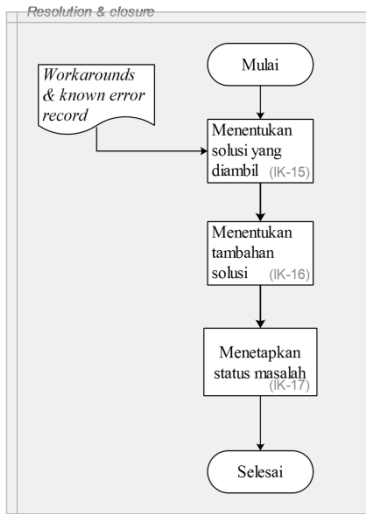 Resolution & closure
Mulai
Workarounds
& known error
record
Menentukan
solusi yang
diambil (IK-15)
Menentukan
tambahan
solusi (IK-16)
Menetapkan
status masalah
(IK-17)
Selesai